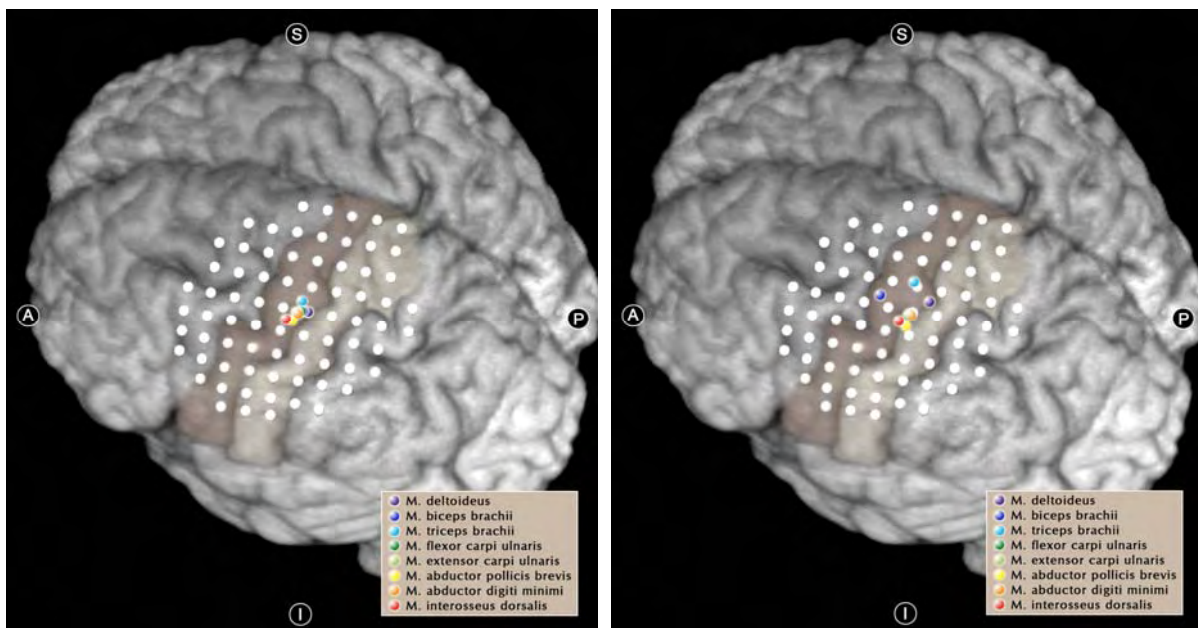 S
A
P
M. deltoideus
M. biceps brachii
M. triceps brachii
M. flexor carpi ulnaris
M. extensor carpi ulnaris
M. abductor pollicis brevis
M. abductor digiti minimi
M. interosseus dorsalis
I
S
A
P
M. deltoideus
M. biceps brachii
M. triceps brachii
M. flexor carpi ulnaris
M. extensor carpi ulnaris
M. abductor pollicis brevis
M. abductor digiti minimi
M. interosseus dorsalis
I